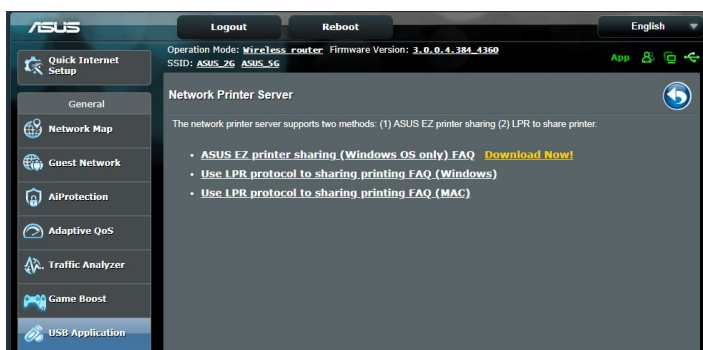 ASUS
Logout
Reboot
English
Quick Internet
Setup
Operation Mode: Wireless router Firmware Version: 3.0.0.4.384_4360
SSID: ASUS_2G ASUS_5G
App
General
Network Map
Guest Network
AiProtection
Adaptive QoS
Traffic Analyzer
Game Boost
USB Application
Network Printer Server
The network printer server supports two methods: (1) ASUS EZ printer sharing (2) LPR to share printer.
ASUS EZ printer sharing (Windows OS only) FAQ Download Now!
Use LPR protocol to sharing printing FAQ (Windows)
Use LPR protocol to sharing printing FAQ (MAC)